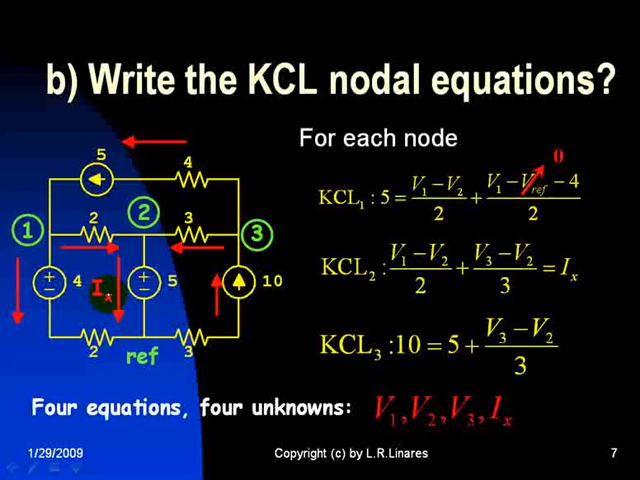 b) Write the KCL nodal equations?
For each node
5
4
2
3
1
2
3
4
5
10
I_x
2
ref
3
0
KCL₁ : 5 = (V₁ − V₂)/2 + (V₁ − V_ref − 4)/2
KCL₂ : (V₁ − V₂)/2 + (V₃ − V₂)/3 = I_x
KCL₃ :10 = 5 + (V₃ − V₂)/3
Four equations, four unknowns: V₁, V₂, V₃, I_x
1/29/2009
Copyright (c) by L.R.Linares
7